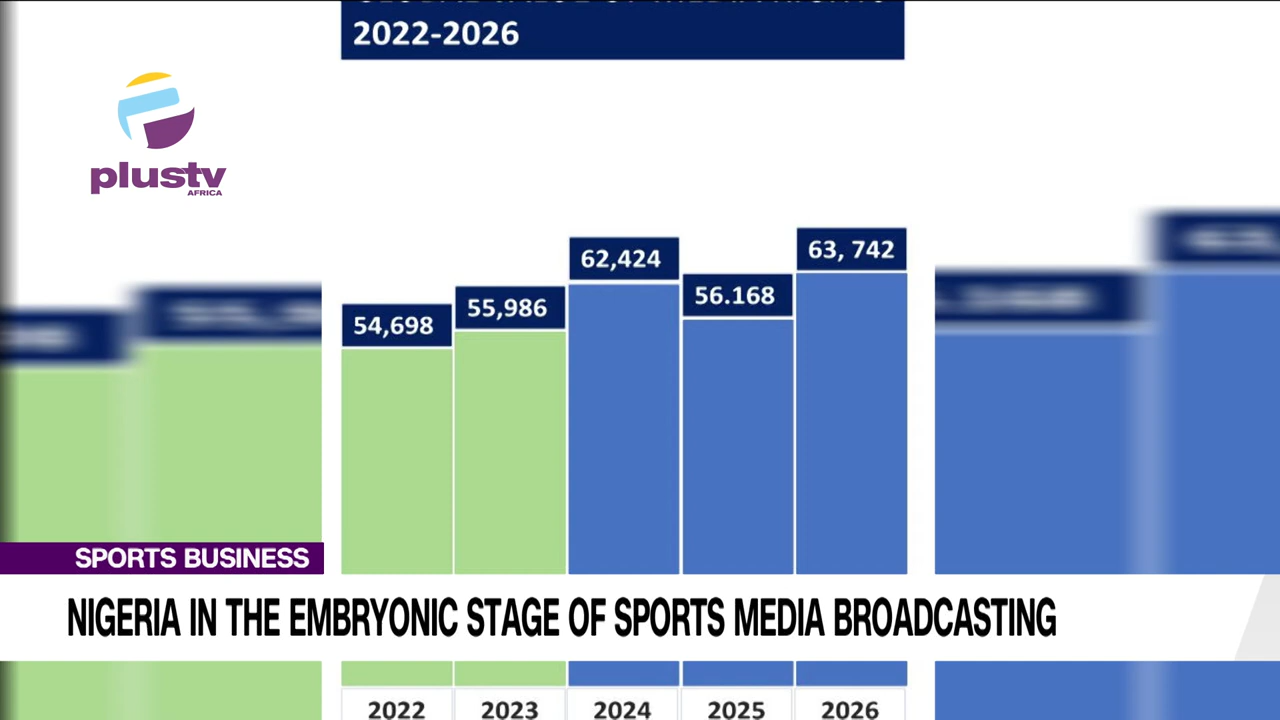 2022-2026
plustv
AFRICA
54,698
55,986
62,424
56.168
63, 742
SPORTS BUSINESS
NIGERIA IN THE EMBRYONIC STAGE OF SPORTS MEDIA BROADCASTING
2022
2023
2024
2025
2026